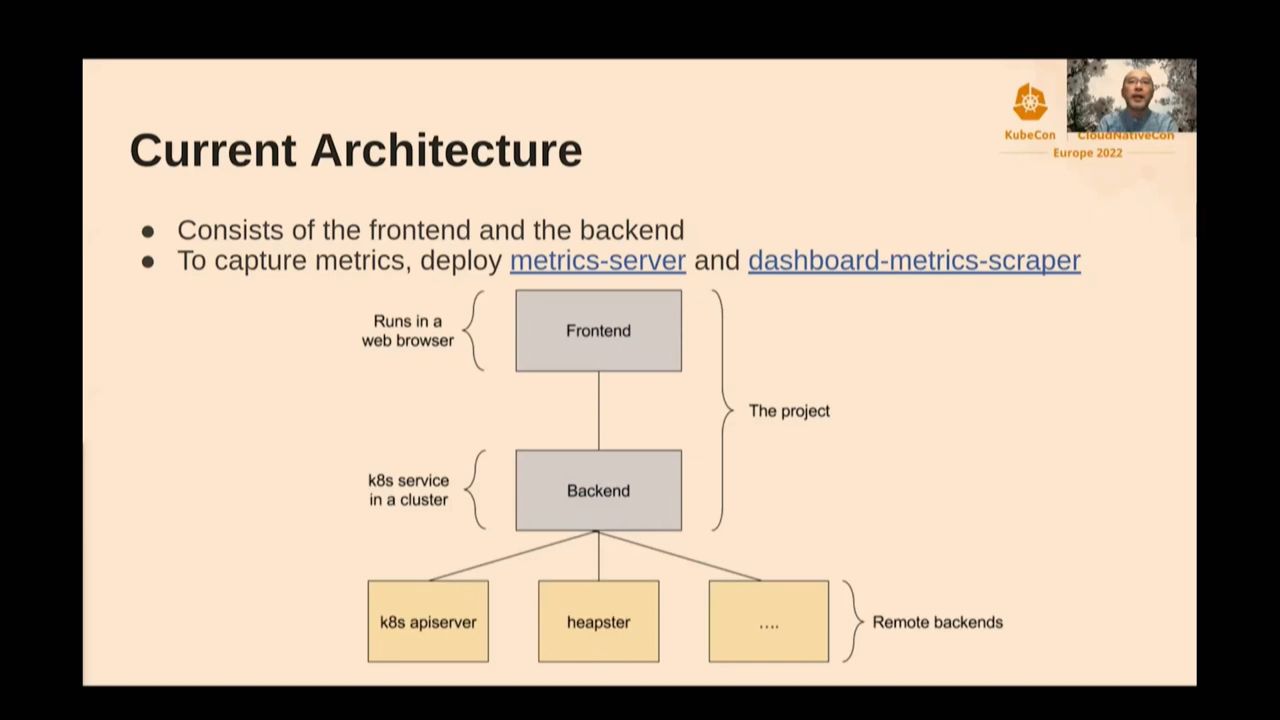 KubeCon
CloudNativeCon
Europe 2022
Current Architecture
● Consists of the frontend and the backend
● To capture metrics, deploy metrics-server and dashboard-metrics-scraper
Runs in a
web browser
Frontend
The project
k8s service
in a cluster
Backend
k8s apiserver
heapster
....
Remote backends